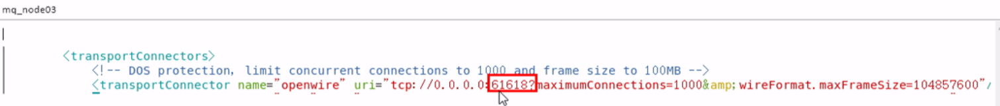 mq_node03
<transportConnectors>
<!-- DOS protection, limit concurrent connections to 1000 and frame size to 100MB -->
<transportConnector name="openwire" uri="tcp://0.0.0.0:61618?maximumConnections=1000&amp;wireFormat.maxFrameSize=104857600"/